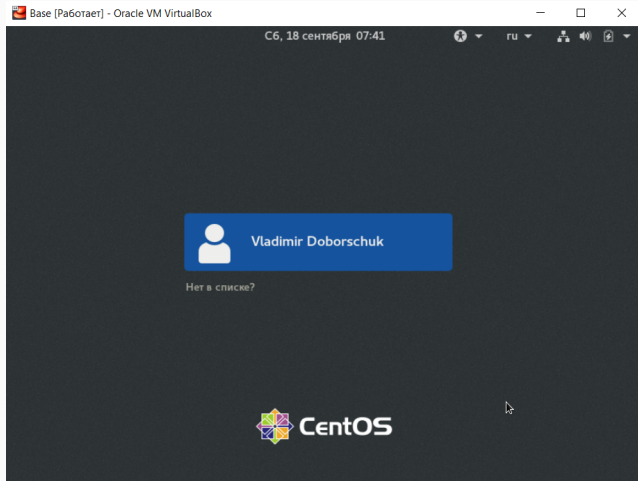 Base [Работает] - Oracle VM VirtualBox
Сб, 18 сентября 07:41
ru
Vladimir Doborschuk
Нет в списке?
CentOS